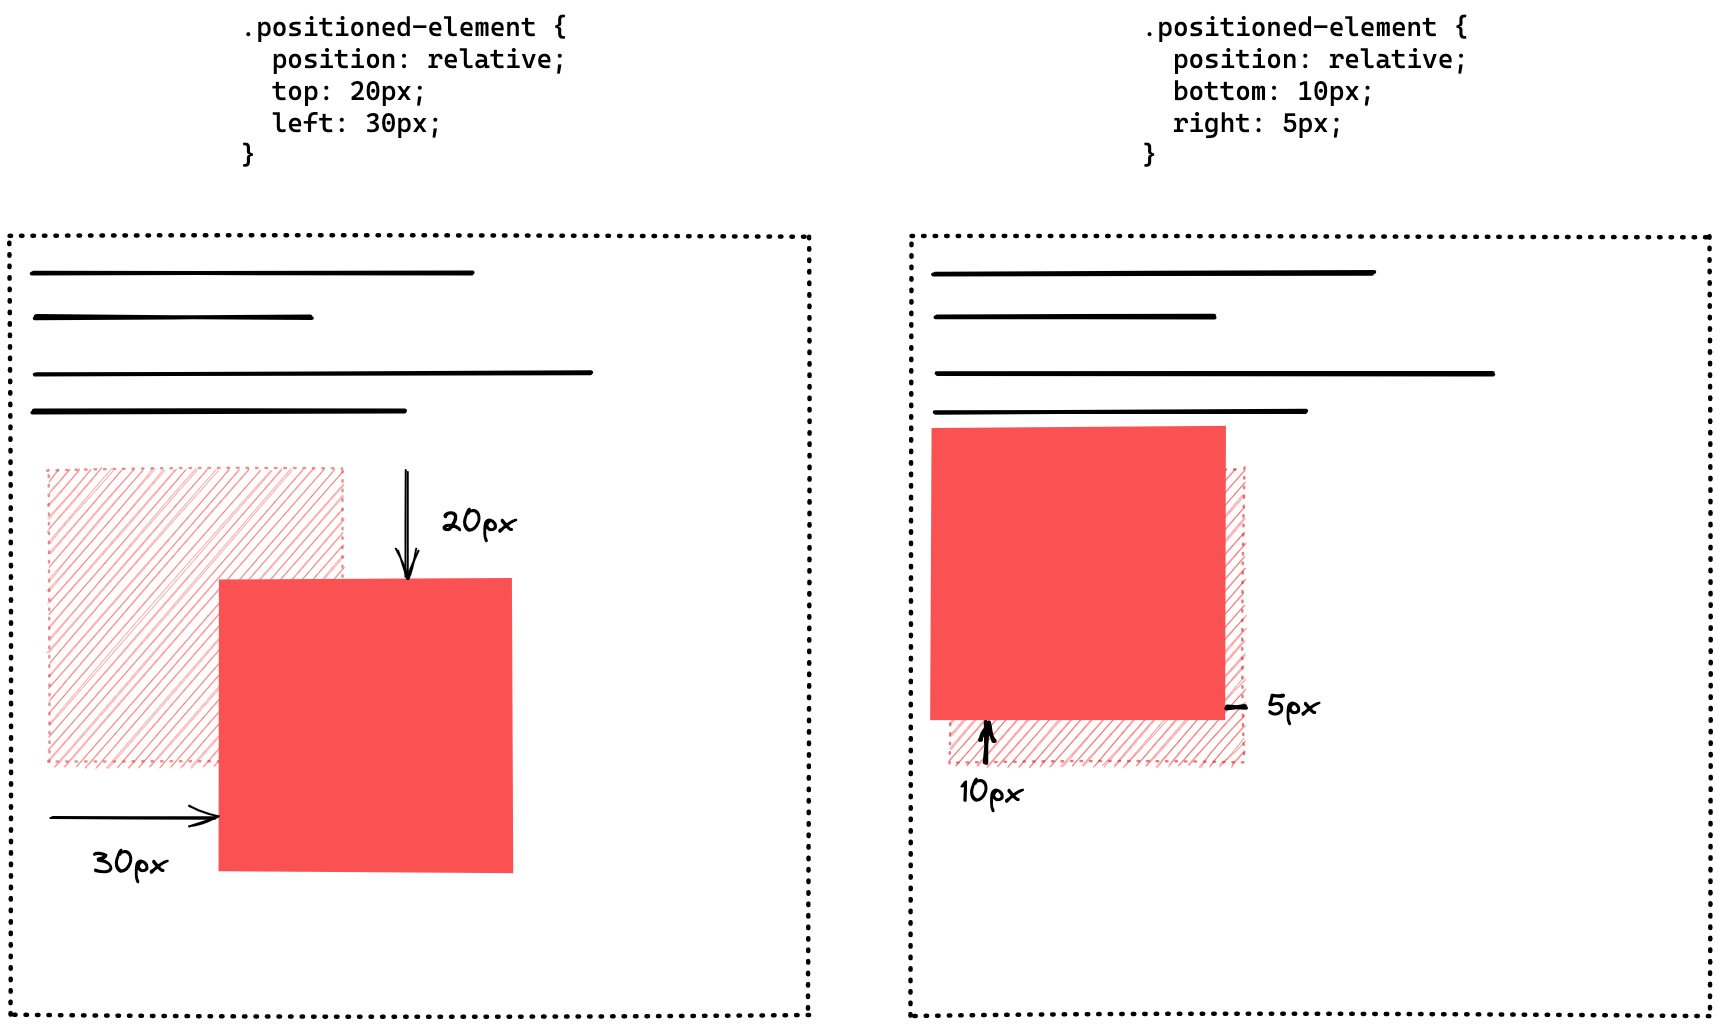 .positioned-element {
  position: relative;
  top: 20px;
  left: 30px;
}
.positioned-element {
  position: relative;
  bottom: 10px;
  right: 5px;
}
20px
30px
5px
10px